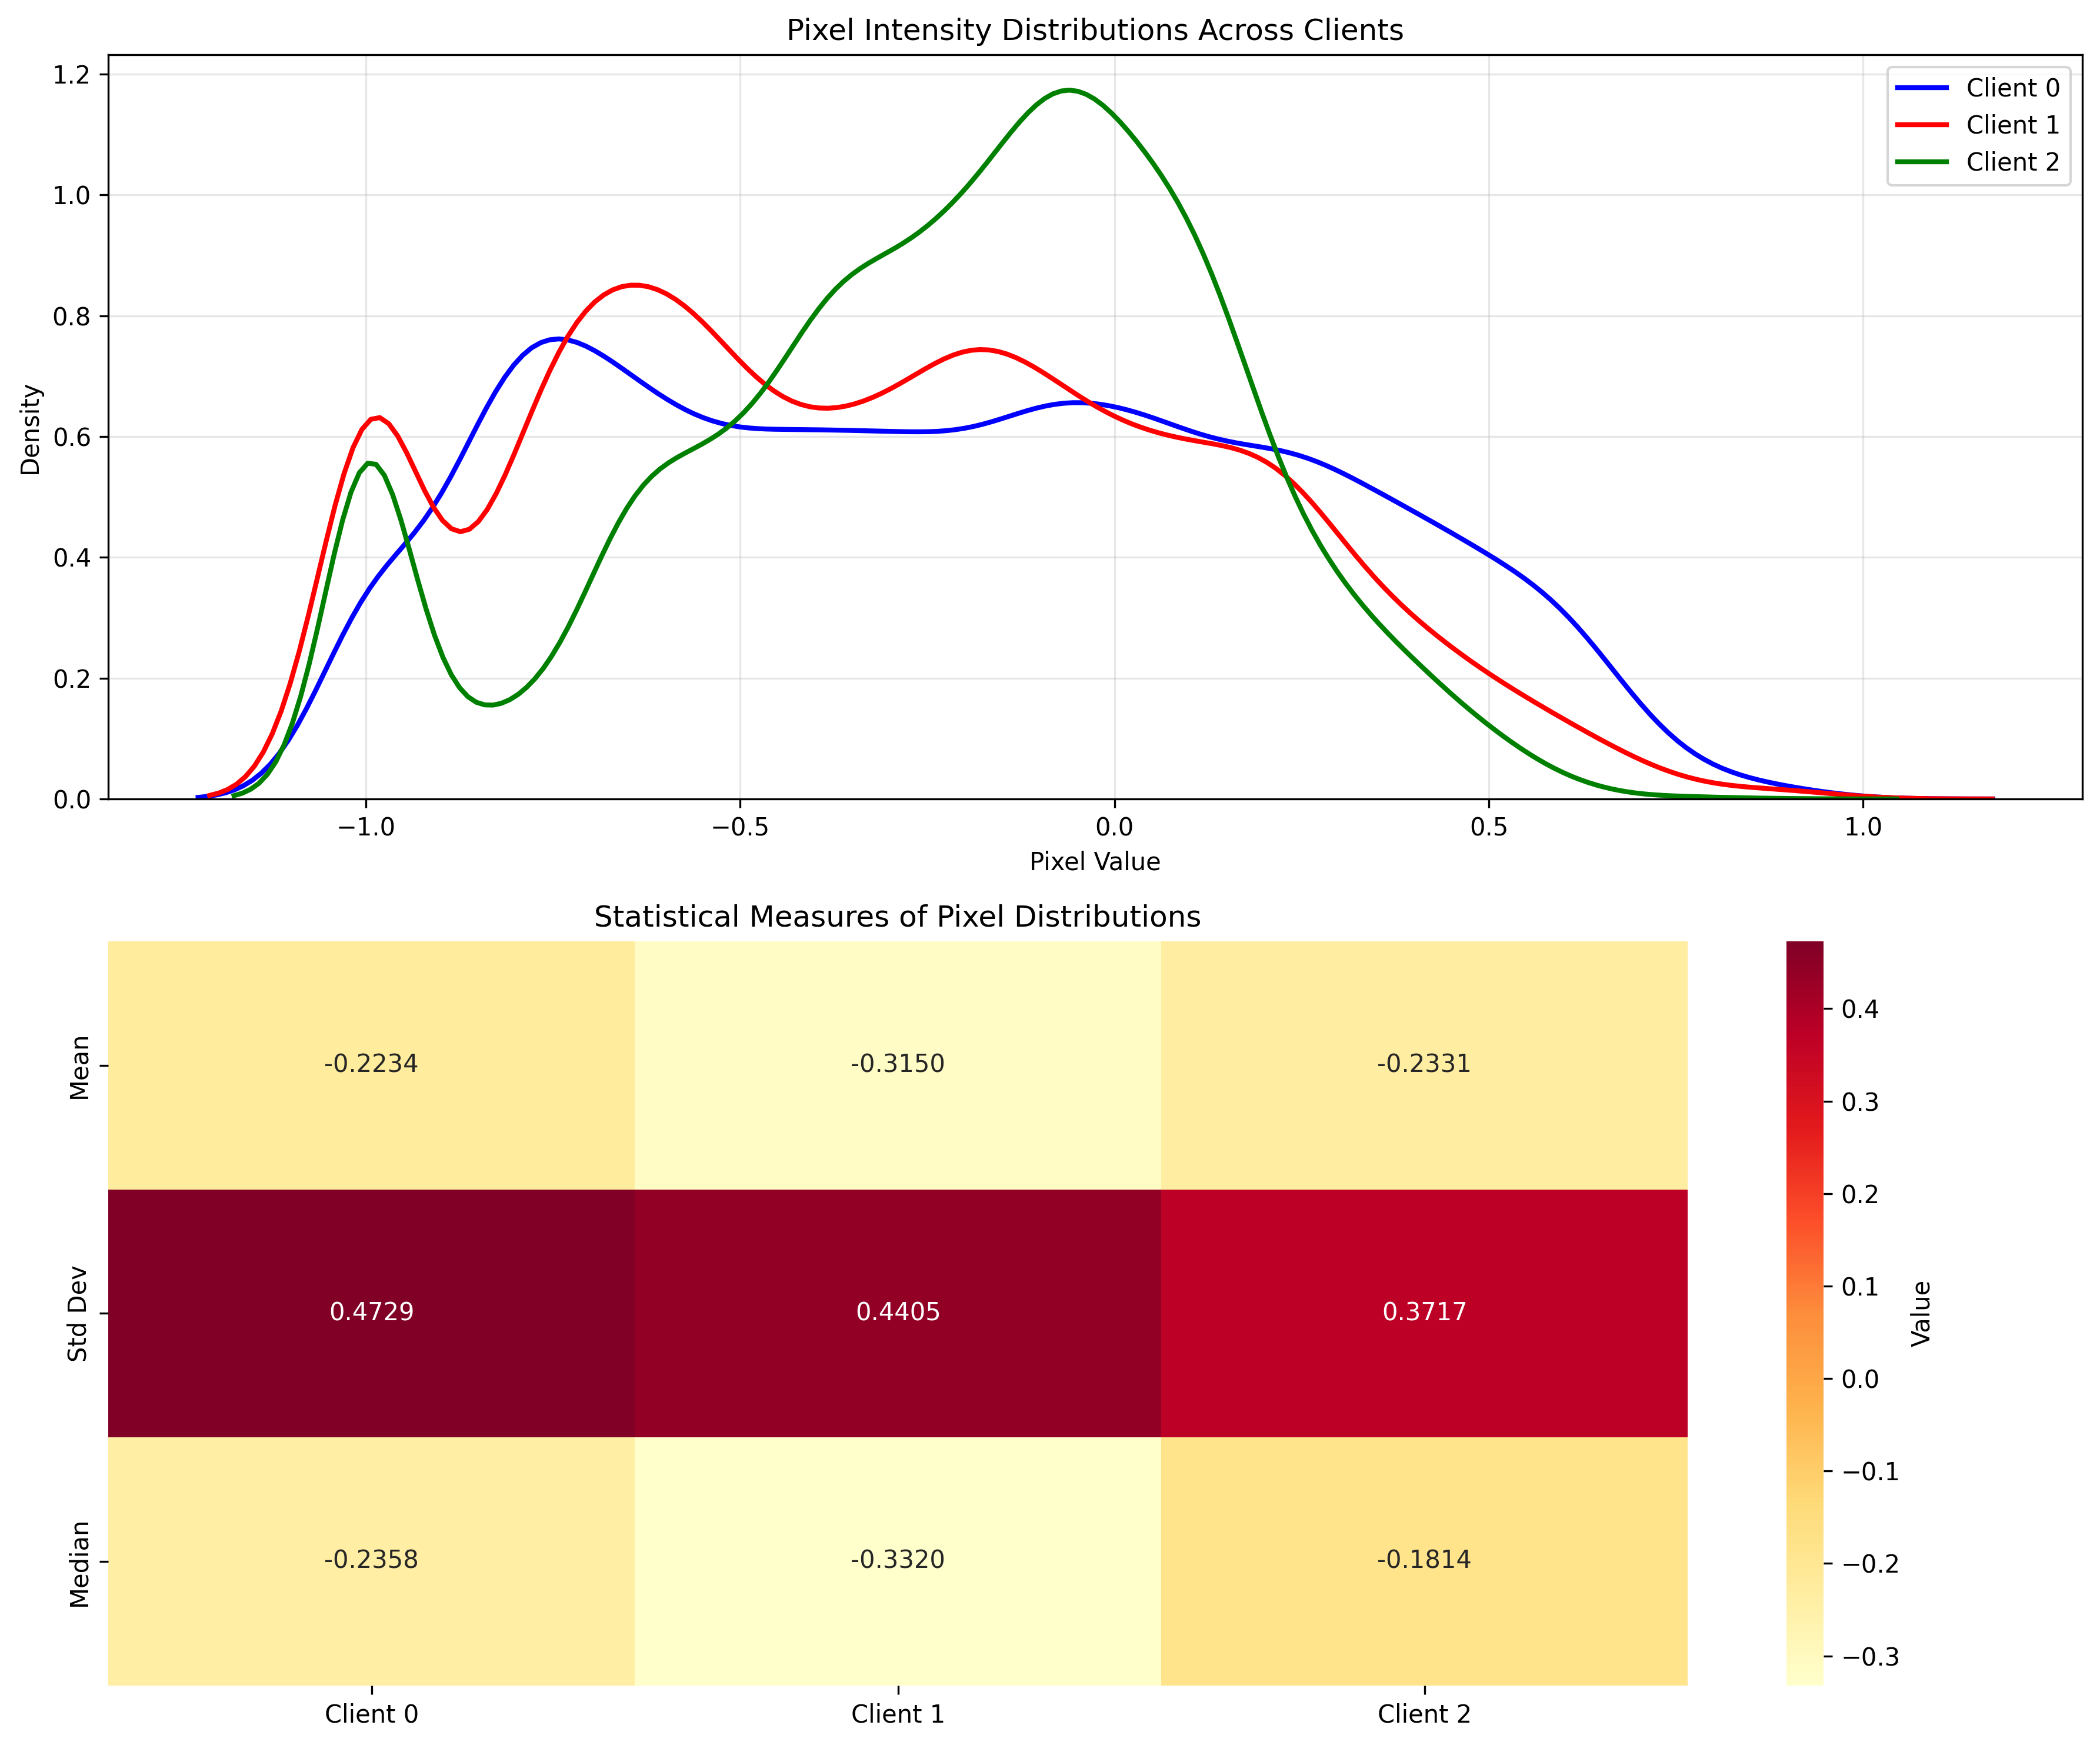 Pixel Intensity Distributions Across Clients
1.2
1.0
0.8
0.6
0.4
0.2
0.0
Density
Client 0
Client 1
Client 2
−1.0 −0.5 0.0 0.5 1.0
Pixel Value
Statistical Measures of Pixel Distributions
Mean -0.2234 -0.3150 -0.2331
Std Dev 0.4729 0.4405 0.3717
Median -0.2358 -0.3320 -0.1814
Client 0 Client 1 Client 2
0.4
0.3
0.2
0.1
0.0
−0.1
−0.2
−0.3
Value